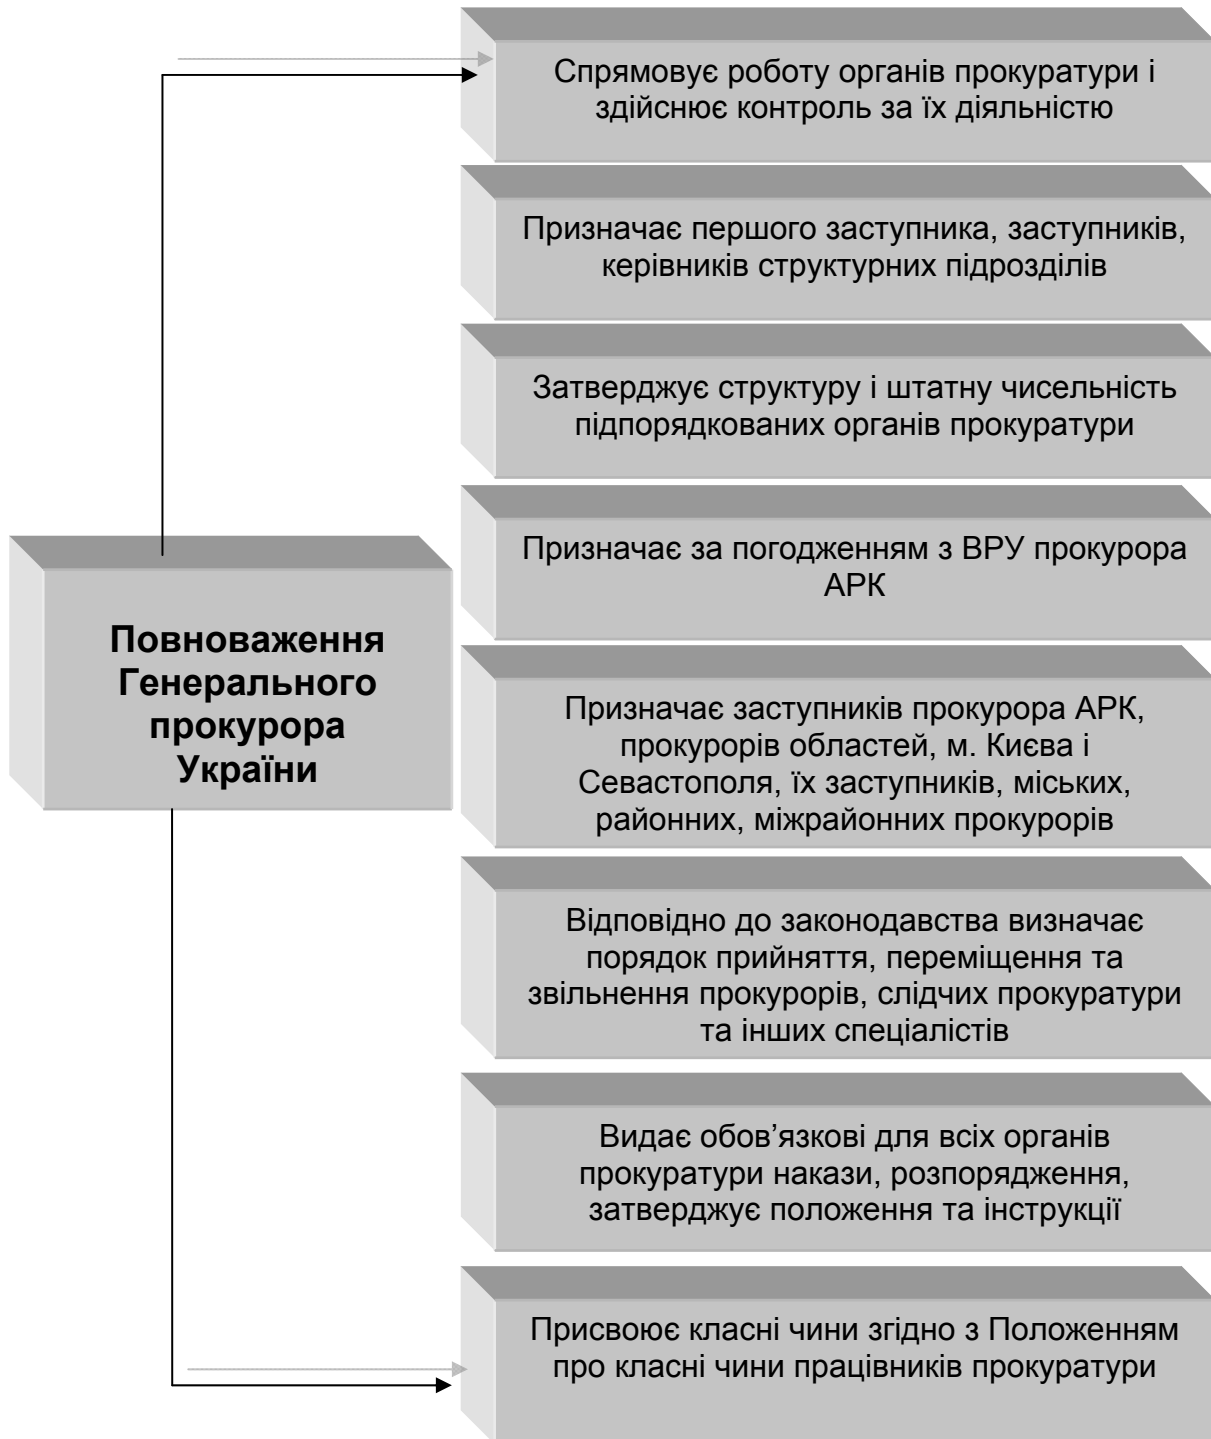 Спрямовує роботу органів прокуратури і
здійснює контроль за їх діяльністю
Призначає першого заступника, заступників,
керівників структурних підрозділів
Затверджує структуру і штатну чисельність
підпорядкованих органів прокуратури
Призначає за погодженням з ВРУ прокурора
АРК
Повноваження
Генерального
прокурора
України
Призначає заступників прокурора АРК,
прокурорів областей, м. Києва і
Севастополя, їх заступників, міських,
районних, міжрайонних прокурорів
Відповідно до законодавства визначає
порядок прийняття, переміщення та
звільнення прокурорів, слідчих прокуратури
та інших спеціалістів
Видає обов’язкові для всіх органів
прокуратури накази, розпорядження,
затверджує положення та інструкції
Присвоює класні чини згідно з Положенням
про класні чини працівників прокуратури